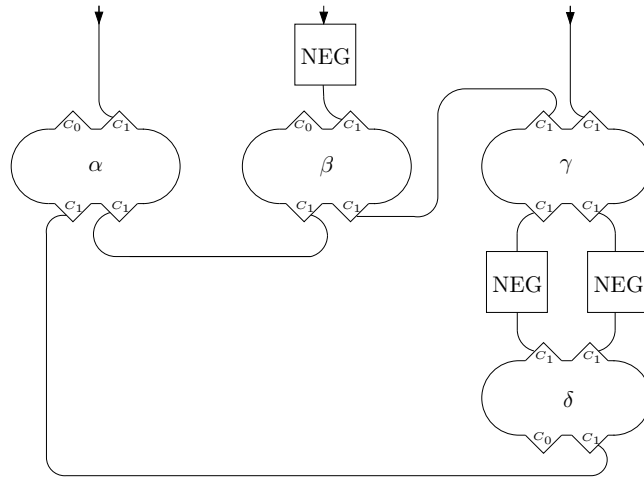 NEG
C₀ C₁ C₀ C₁ C₁ C₁
α β γ
C₁ C₁ C₁ C₁ C₁ C₁
NEG NEG
C₁ C₁
δ
C₀ C₁